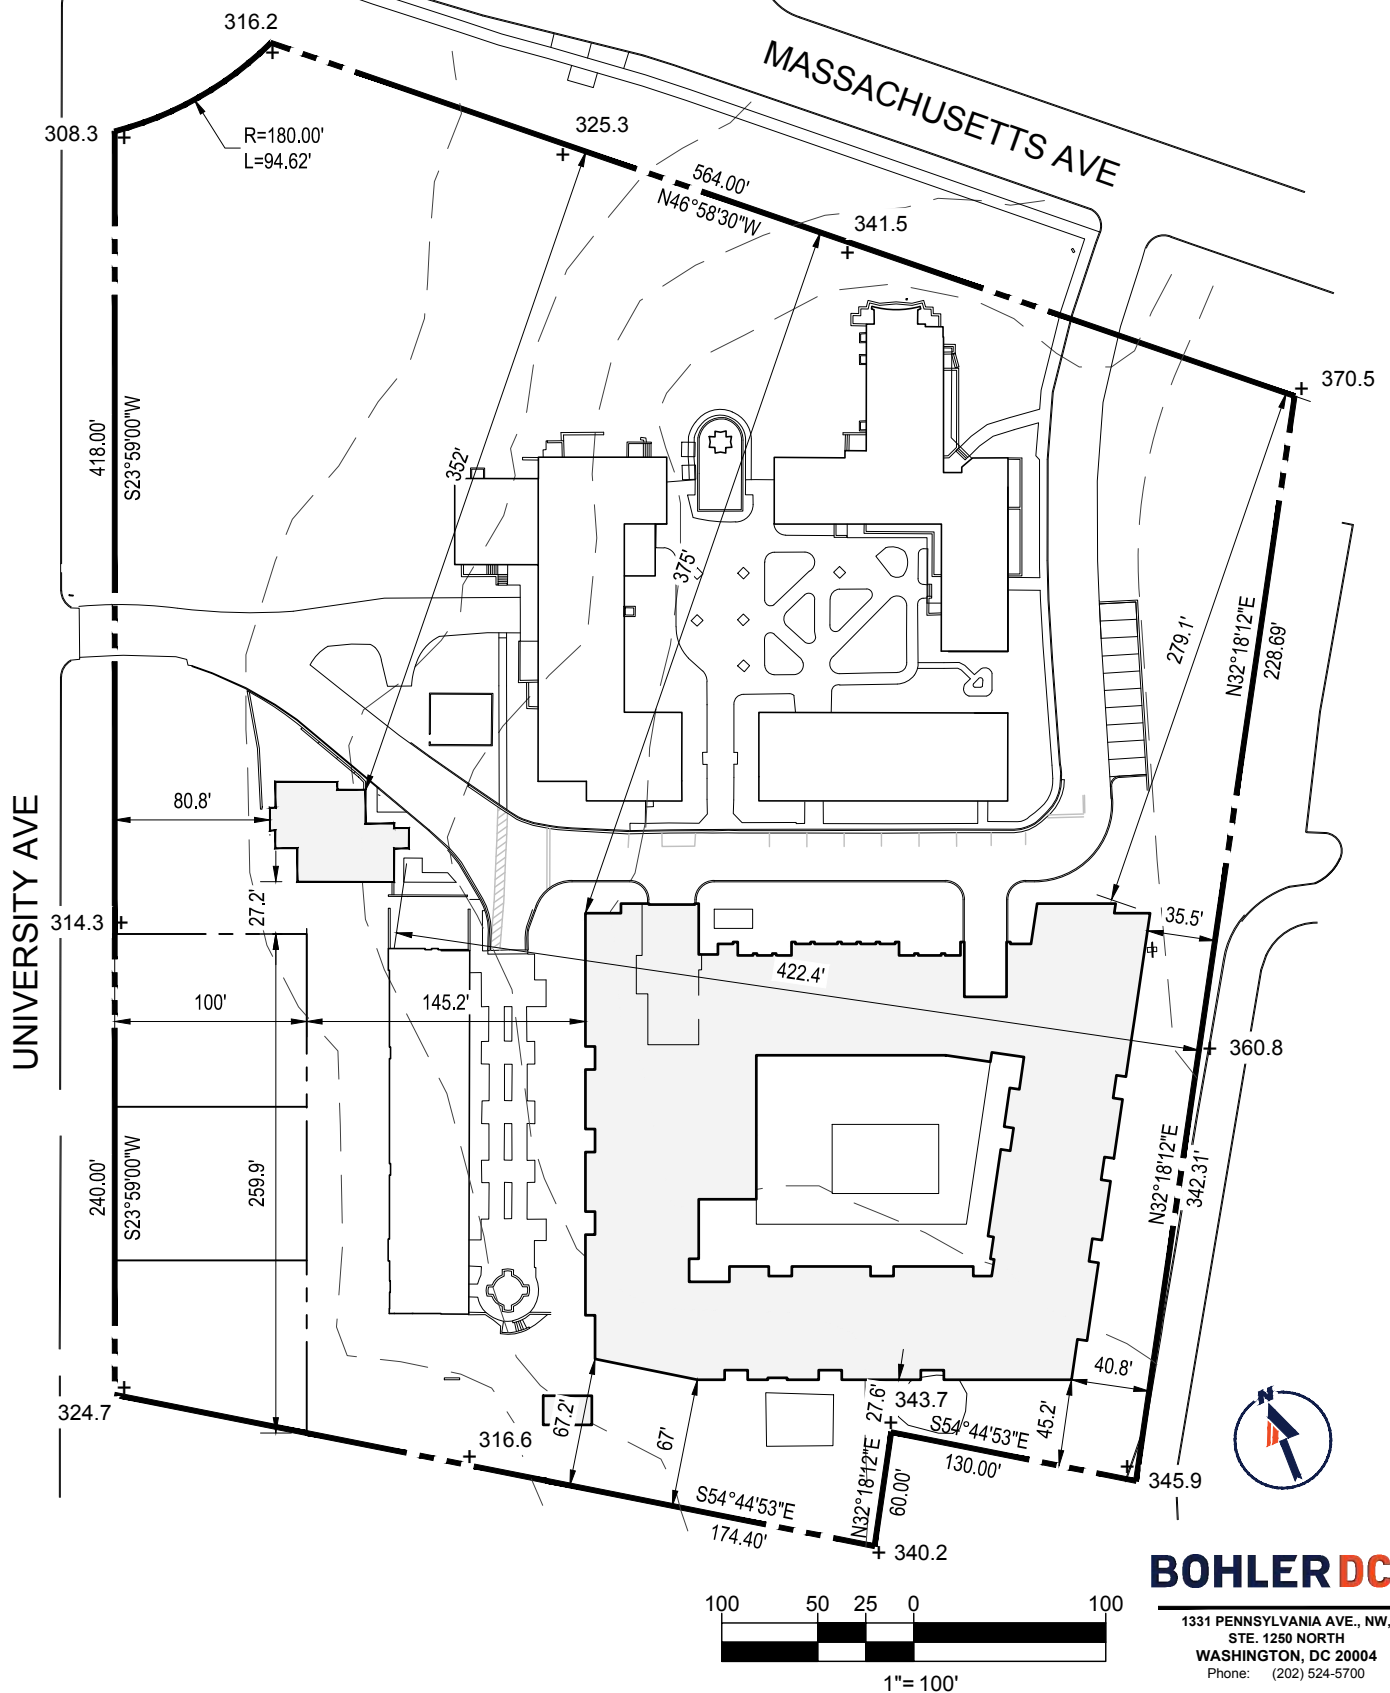 316.2
MASSACHUSETTS AVE
308.3
R=180.00'
L=94.62'
325.3
564.00'
N46°58'30"W
341.5
370.5
418.00'
S23°59'00"W
352'
375'
279.1'
N32°18'12"E
228.69'
UNIVERSITY AVE
80.8'
27.2'
314.3
35.5'
422.4'
100'
145.2'
360.8
240.00'
S23°59'00"W
259.9'
N32°18'12"E
342.31'
40.8'
324.7
316.6
67.2'
67'
27.6'
343.7
S54°44'53"E
130.00'
45.2'
345.9
N
S54°44'53"E
174.40'
N32°18'12"E
60.00'
340.2
100 50 25 0 100
1"= 100'
BOHLER DC
1331 PENNSYLVANIA AVE., NW,
STE. 1250 NORTH
WASHINGTON, DC 20004
Phone: (202) 524-5700